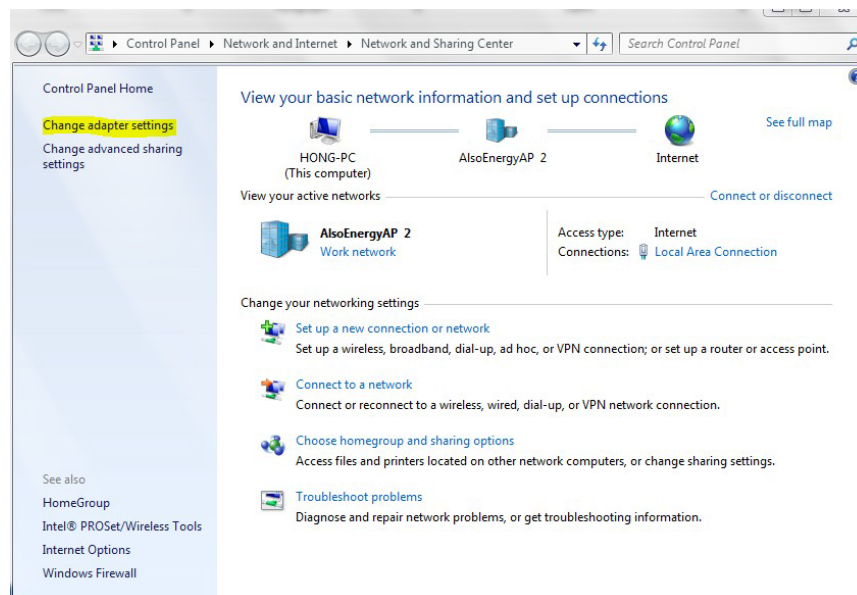 Control Panel ▸ Network and Internet ▸ Network and Sharing Center
Search Control Panel
Control Panel Home
Change adapter settings
Change advanced sharing
settings
See also
HomeGroup
Intel® PROSet/Wireless Tools
Internet Options
Windows Firewall
View your basic network information and set up connections
See full map
HONG-PC
(This computer)
AlsoEnergyAP 2
Internet
View your active networks
Connect or disconnect
AlsoEnergyAP 2
Work network
Access type: Internet
Connections: Local Area Connection
Change your networking settings
Set up a new connection or network
Set up a wireless, broadband, dial-up, ad hoc, or VPN connection; or set up a router or access point.
Connect to a network
Connect or reconnect to a wireless, wired, dial-up, or VPN network connection.
Choose homegroup and sharing options
Access files and printers located on other network computers, or change sharing settings.
Troubleshoot problems
Diagnose and repair network problems, or get troubleshooting information.